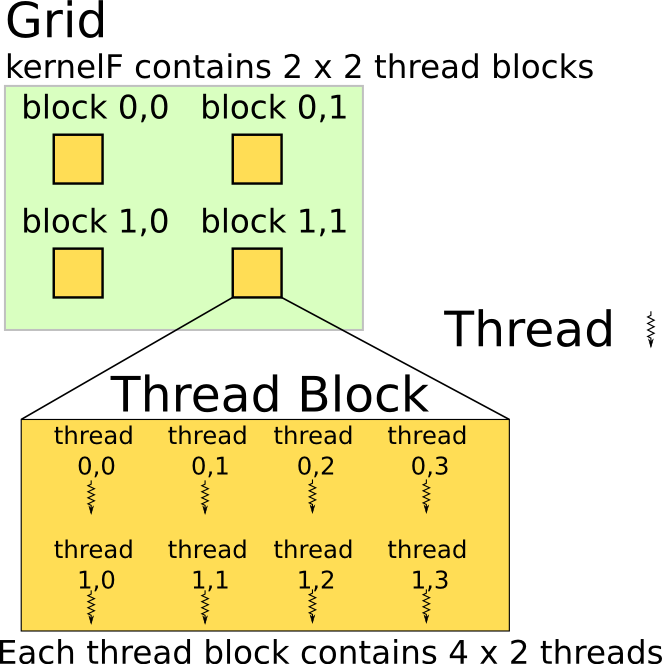 Grid
kernelF contains 2 x 2 thread blocks
block 0,0 block 0,1
block 1,0 block 1,1
Thread
Thread Block
thread thread thread thread
0,0 0,1 0,2 0,3
thread thread thread thread
1,0 1,1 1,2 1,3
Each thread block contains 4 x 2 threads